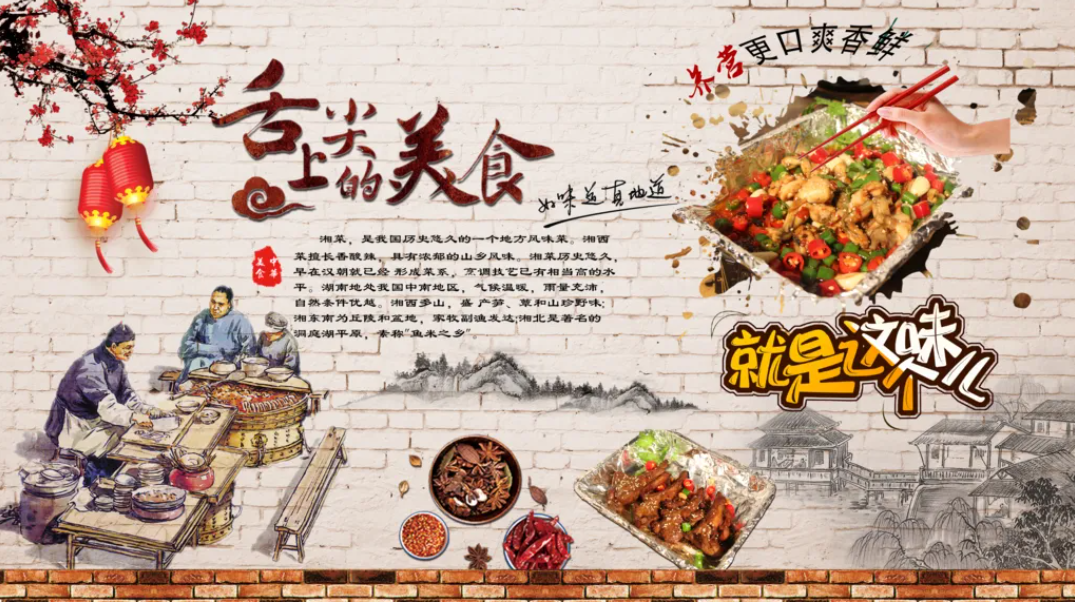 养营更口爽香鲜
舌上尖的美食
好味道有地道
中华
美食
湘菜，是我国历史悠久的一个地方风味菜。湘西
菜擅长香酸辣，具有浓郁的山乡风味。湘菜历史悠久，
早在汉朝就已经 形成菜系，烹调技艺已有相当高的水
平。湖南地处我国中南地区，气候温暖，雨量充沛，
自然条件优越。湘西多山，盛 产笋、蕈和山珍野味;
湘东南为丘陵和盆地，家牧副渔发达;湘北是著名的
洞庭湖平原，素称"鱼米之乡"。
就是这个味儿